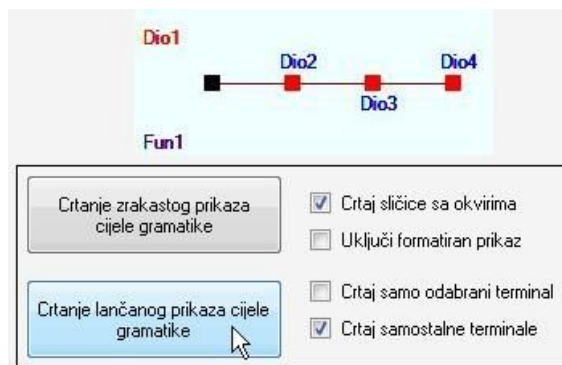 Dio1
Dio2
Dio4
Dio3
Fun1
Crtanje zrakastog prikaza
cijele gramatike
Crtaj sličice sa okvirima
Uključi formatiran prikaz
Crtanje lančanog prikaza cijele
gramatike
Crtaj samo odabrani terminal
Crtaj samostalne terminale